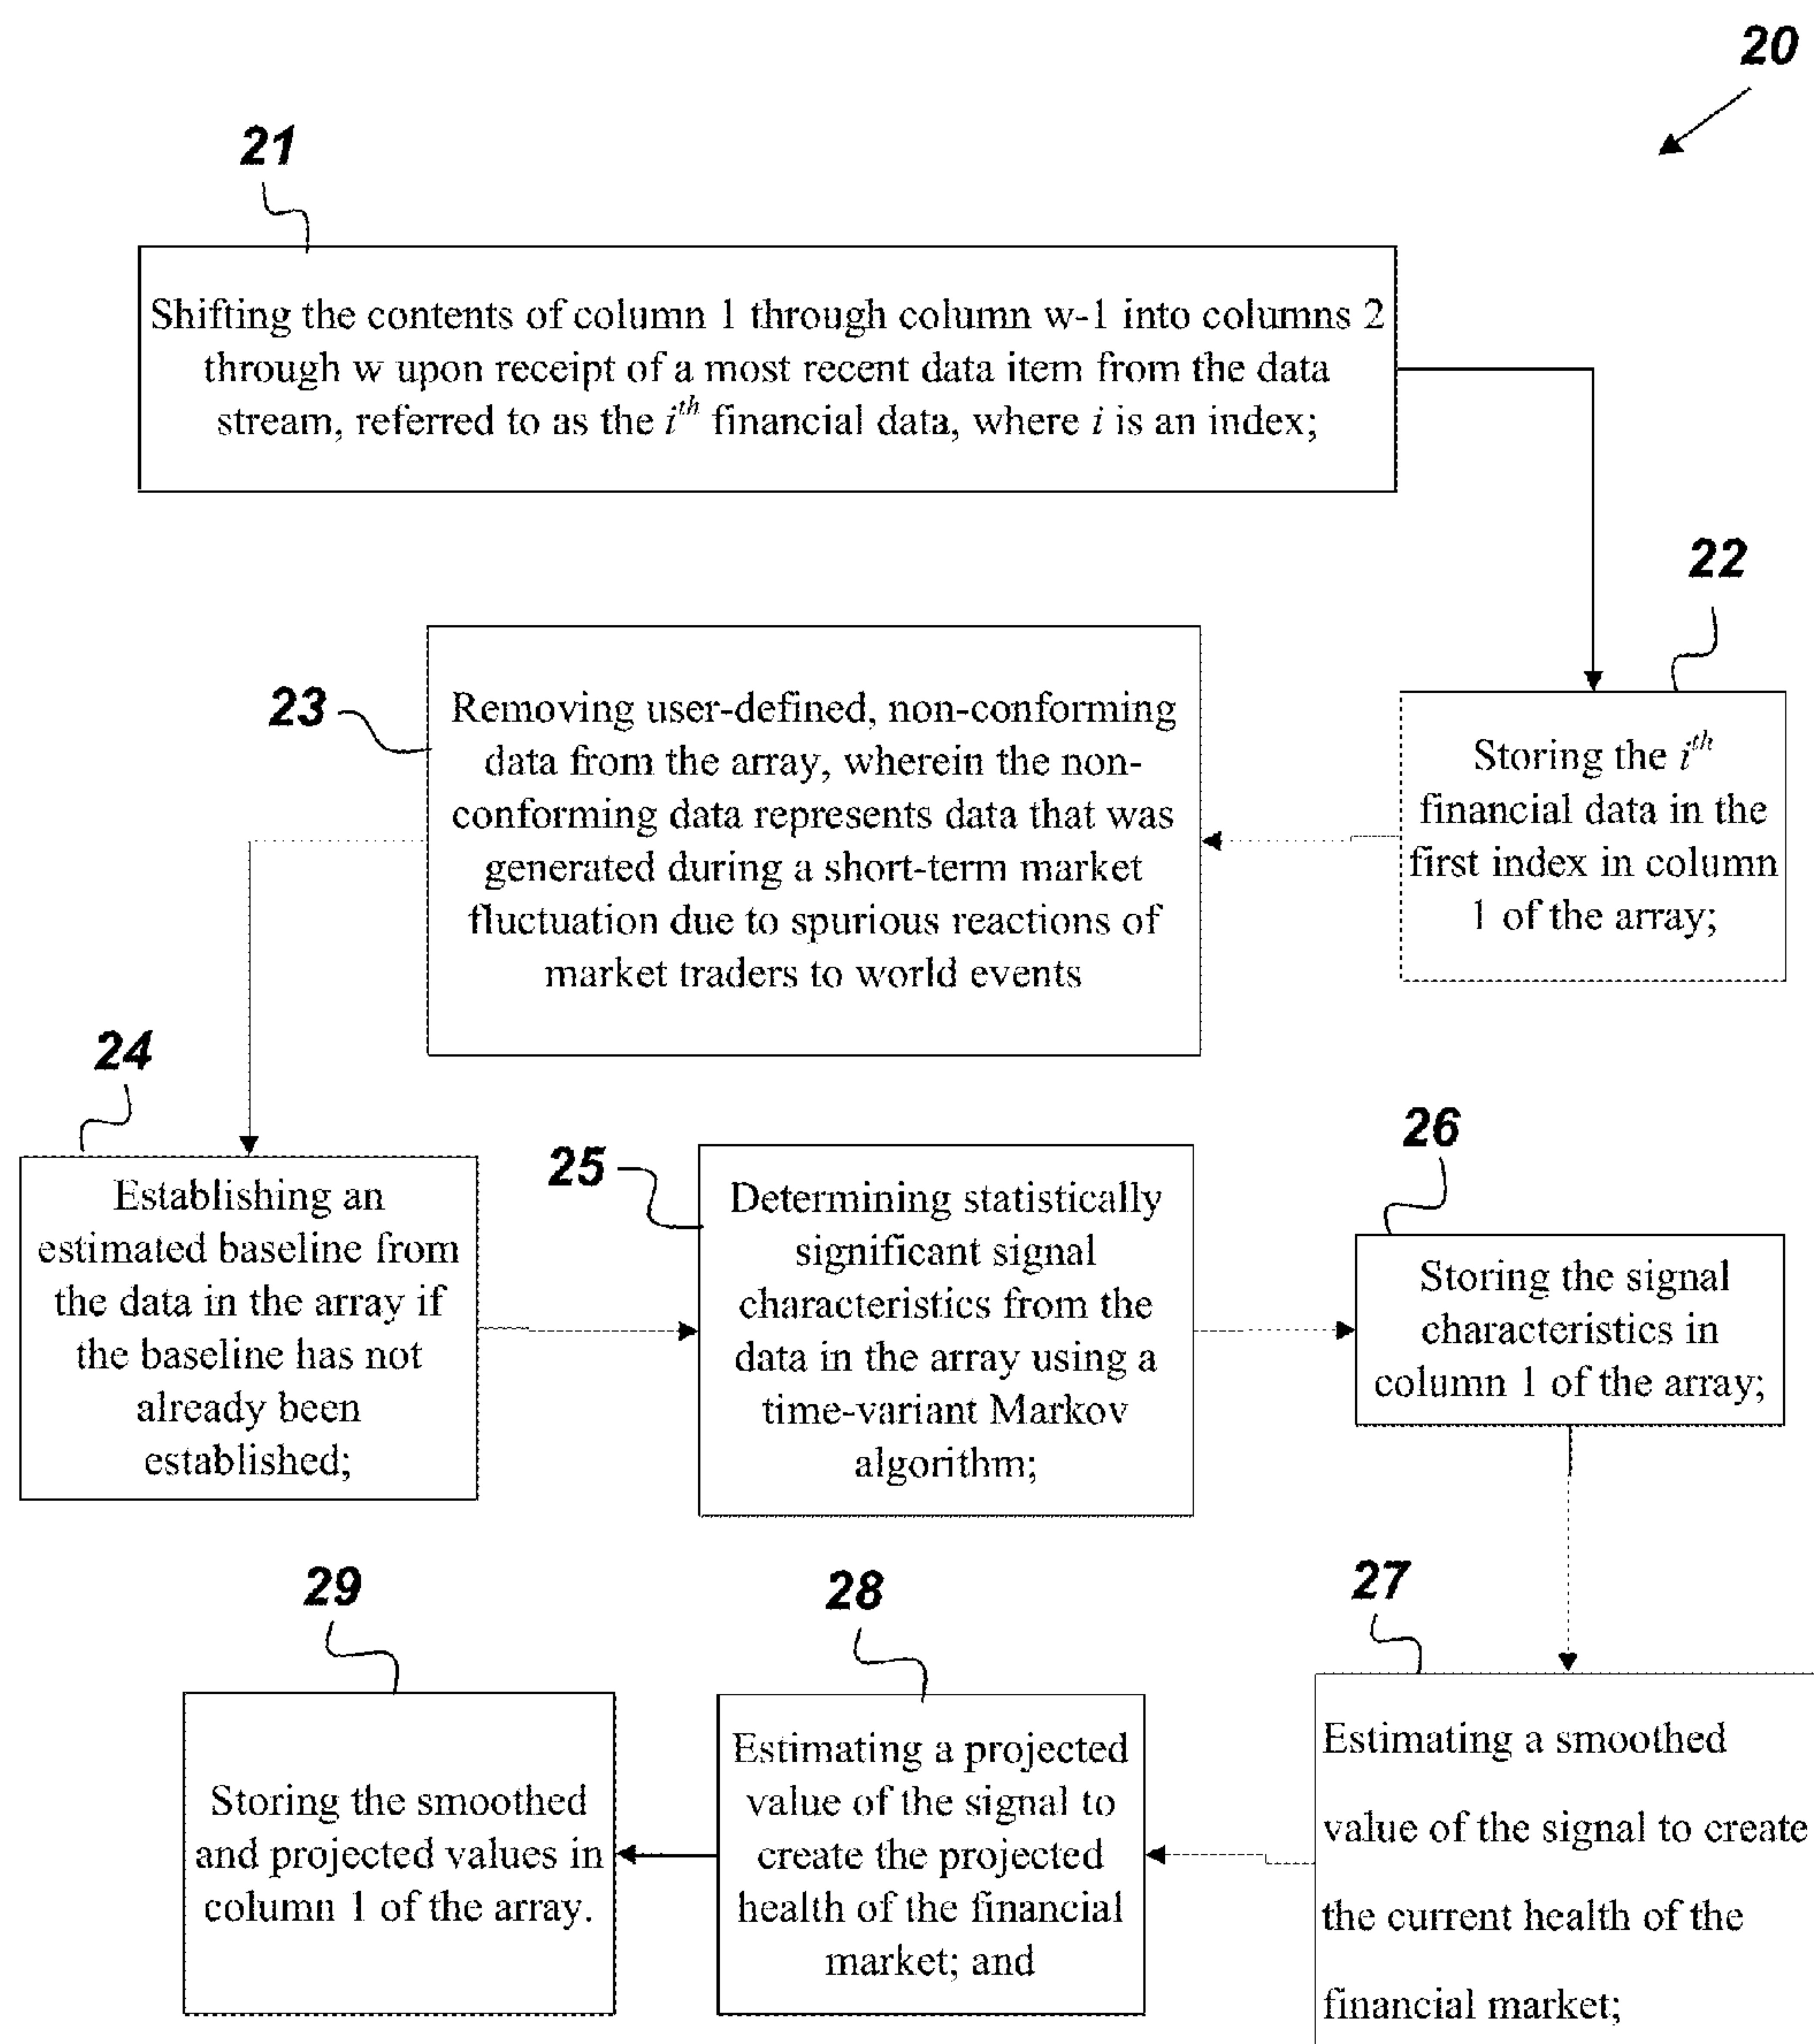 20
21
Shifting the contents of column 1 through column w-1 into columns 2
through w upon receipt of a most recent data item from the data
stream, referred to as the i^th financial data, where i is an index;
22
Storing the i^th
financial data in the
first index in column
1 of the array;
23
Removing user-defined, non-conforming
data from the array, wherein the non-
conforming data represents data that was
generated during a short-term market
fluctuation due to spurious reactions of
market traders to world events
24
Establishing an
estimated baseline from
the data in the array if
the baseline has not
already been
established;
25
Determining statistically
significant signal
characteristics from the
data in the array using a
time-variant Markov
algorithm;
26
Storing the signal
characteristics in
column 1 of the array;
27
Estimating a smoothed
value of the signal to create
the current health of the
financial market;
28
Estimating a projected
value of the signal to
create the projected
health of the financial
market; and
29
Storing the smoothed
and projected values in
column 1 of the array.